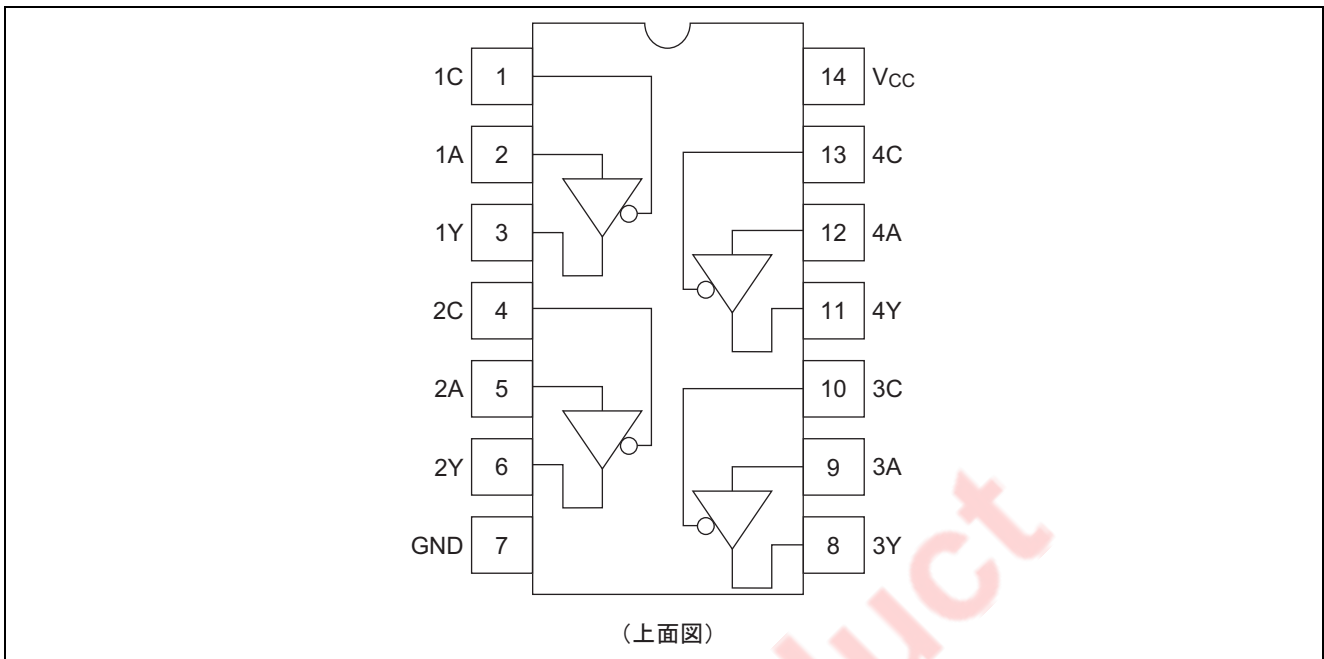 1C 1
1A 2
1Y 3
2C 4
2A 5
2Y 6
GND 7
14 VCC
13 4C
12 4A
11 4Y
10 3C
9 3A
8 3Y
(上面図)
duct